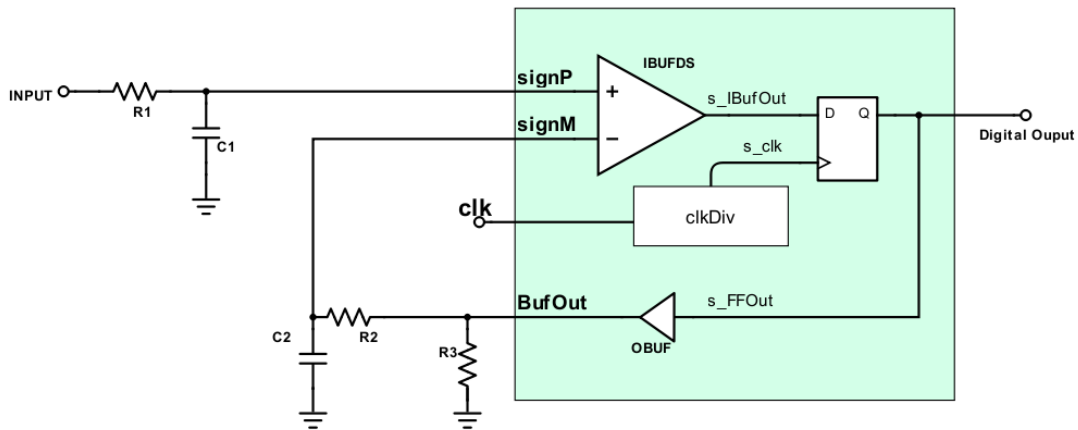 IBUFDS
signP
INPUT
R1
+
s_IBufOut
D Q
signM
−
C1
Digital Ouput
s_clk
clk
clkDiv
BufOut
s_FFOut
C2
R2
R3
OBUF